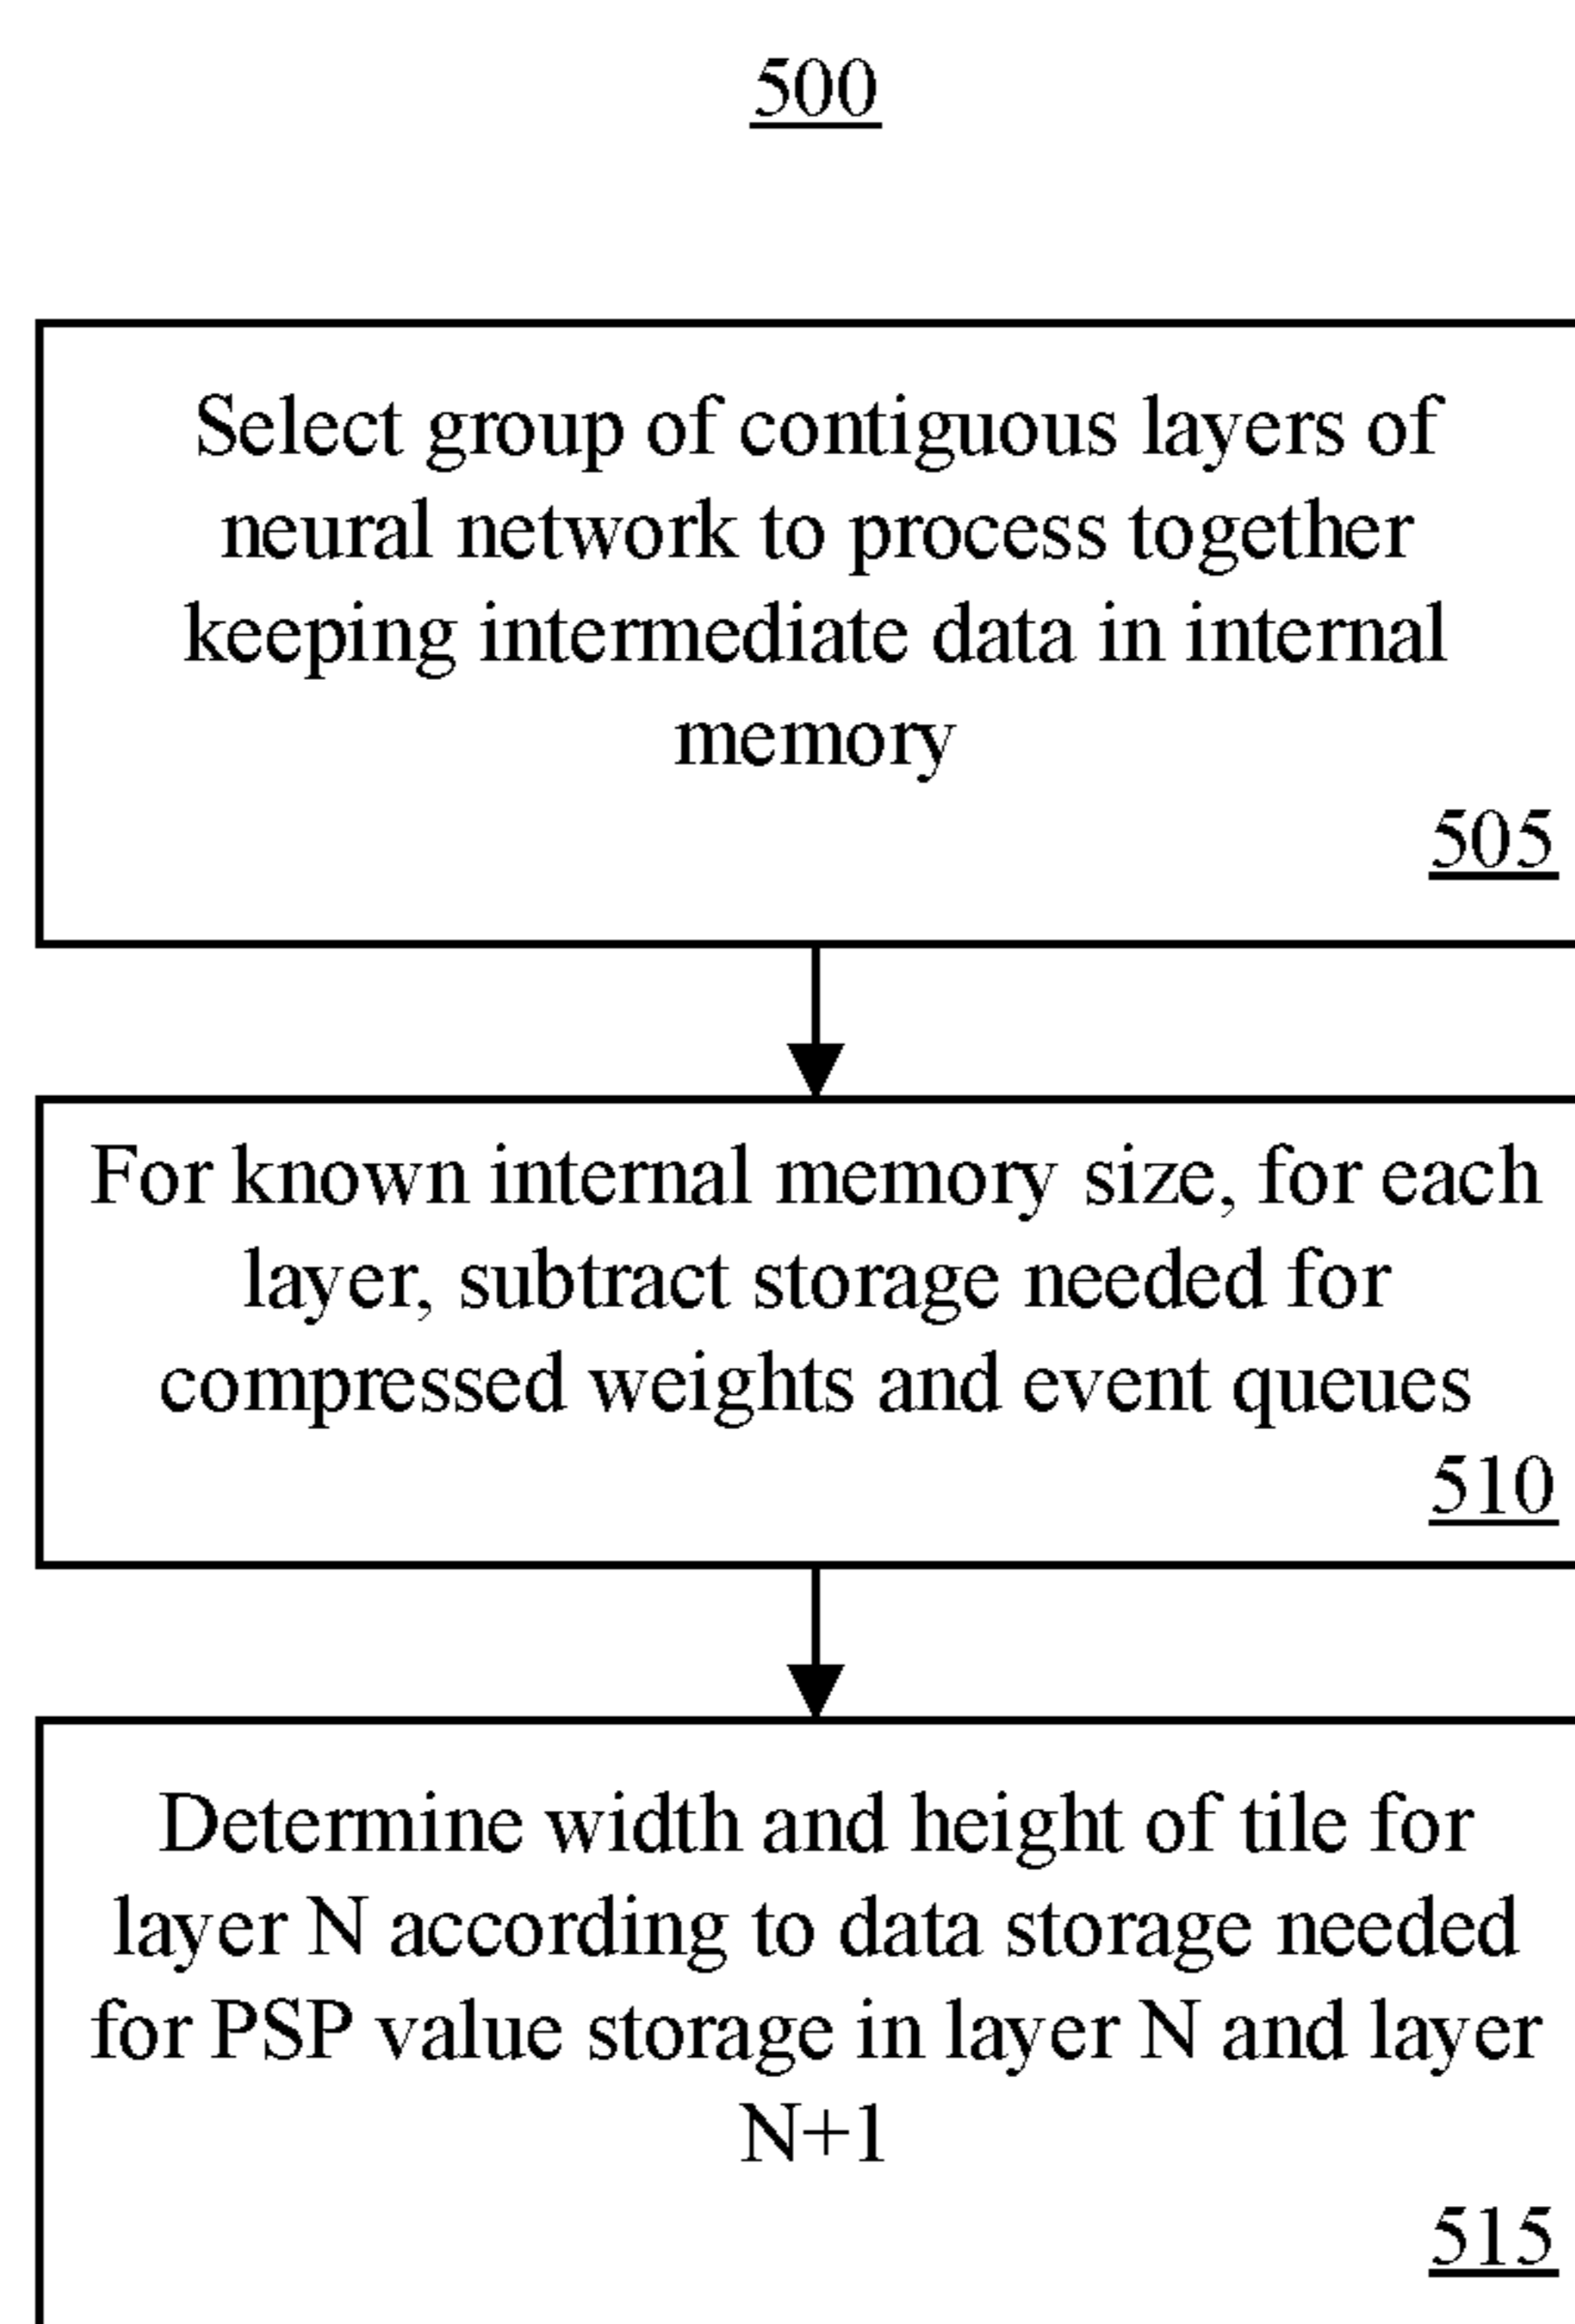 500
Select group of contiguous layers of
neural network to process together
keeping intermediate data in internal
memory
505
For known internal memory size, for each
layer, subtract storage needed for
compressed weights and event queues
510
Determine width and height of tile for
layer N according to data storage needed
for PSP value storage in layer N and layer
N+1
515